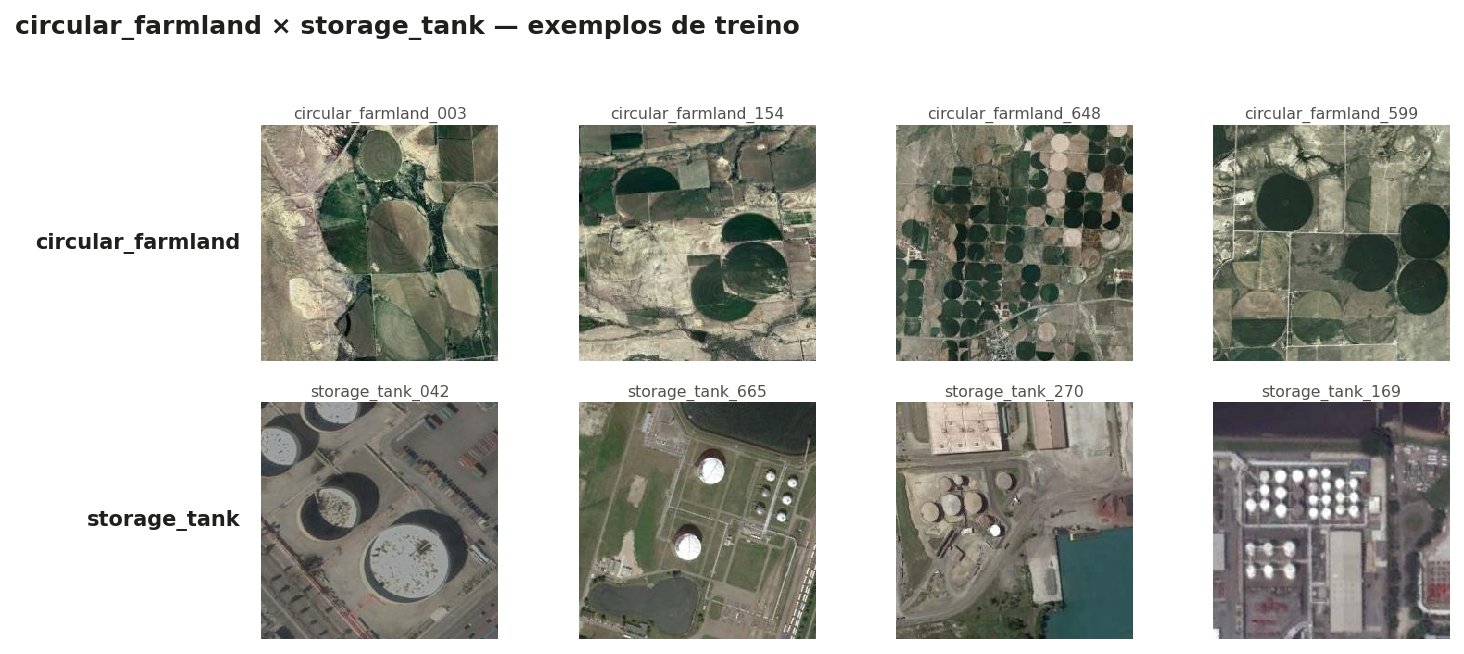 circular_farmland × storage_tank — exemplos de treino
circular_farmland_003
circular_farmland_154
circular_farmland_648
circular_farmland_599
circular_farmland
storage_tank_042
storage_tank_665
storage_tank_270
storage_tank_169
storage_tank